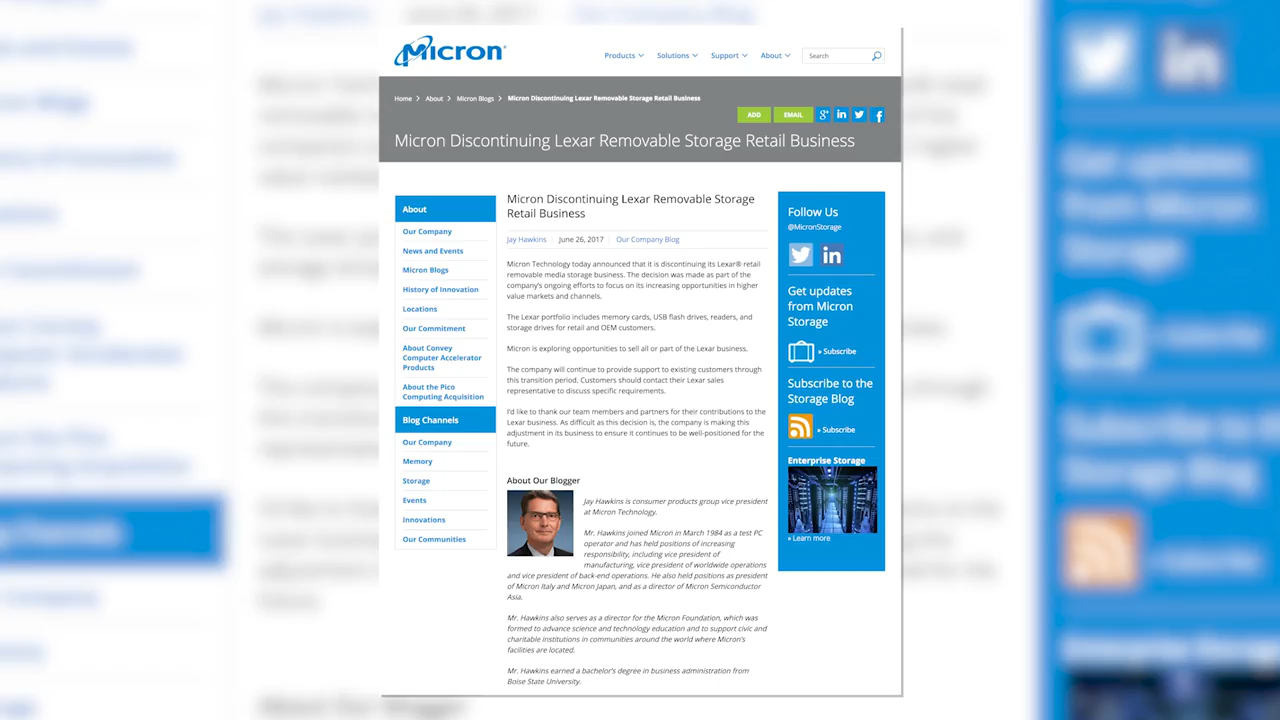 Micron
Products
Solutions
Support
About
Search
Home > About > Micron Blogs > Micron Discontinuing Lexar Removable Storage Retail Business
ADD
EMAIL
Micron Discontinuing Lexar Removable Storage Retail Business
About
Our Company
News and Events
Micron Blogs
History of Innovation
Locations
Our Commitment
About Convey
Computer Accelerator
Products
About the Pico
Computing Acquisition
Blog Channels
Our Company
Memory
Storage
Events
Innovations
Our Communities
Micron Discontinuing Lexar Removable Storage
Retail Business
Jay Hawkins | June 26, 2017 | Our Company Blog
Micron Technology today announced that it is discontinuing its Lexar® retail
removable media storage business. The decision was made as part of the
company's ongoing efforts to focus on its increasing opportunities in higher
value markets and channels.
The Lexar portfolio includes memory cards, USB flash drives, readers, and
storage drives for retail and OEM customers.
Micron is exploring opportunities to sell all or part of the Lexar business.
The company will continue to provide support to existing customers through
this transition period. Customers should contact their Lexar sales
representative to discuss specific requirements.
I'd like to thank our team members and partners for their contributions to the
Lexar business. As difficult as this decision is, the company is making this
adjustment in its business to ensure it continues to be well-positioned for the
future.
About Our Blogger
Jay Hawkins is consumer products group vice president
at Micron Technology.
Mr. Hawkins joined Micron in March 1984 as a test PC
operator and has held positions of increasing
responsibility, including vice president of
manufacturing, vice president of worldwide operations
and vice president of back-end operations. He also held positions as president
of Micron Italy and Micron Japan, and as a director of Micron Semiconductor
Asia.
Mr. Hawkins also serves as a director for the Micron Foundation, which was
formed to advance science and technology education and to support civic and
charitable institutions in communities around the world where Micron's
facilities are located.
Mr. Hawkins earned a bachelor's degree in business administration from
Boise State University.
Follow Us
@MicronStorage
Get updates
from Micron
Storage
» Subscribe
Subscribe to the
Storage Blog
» Subscribe
Enterprise Storage
» Learn more